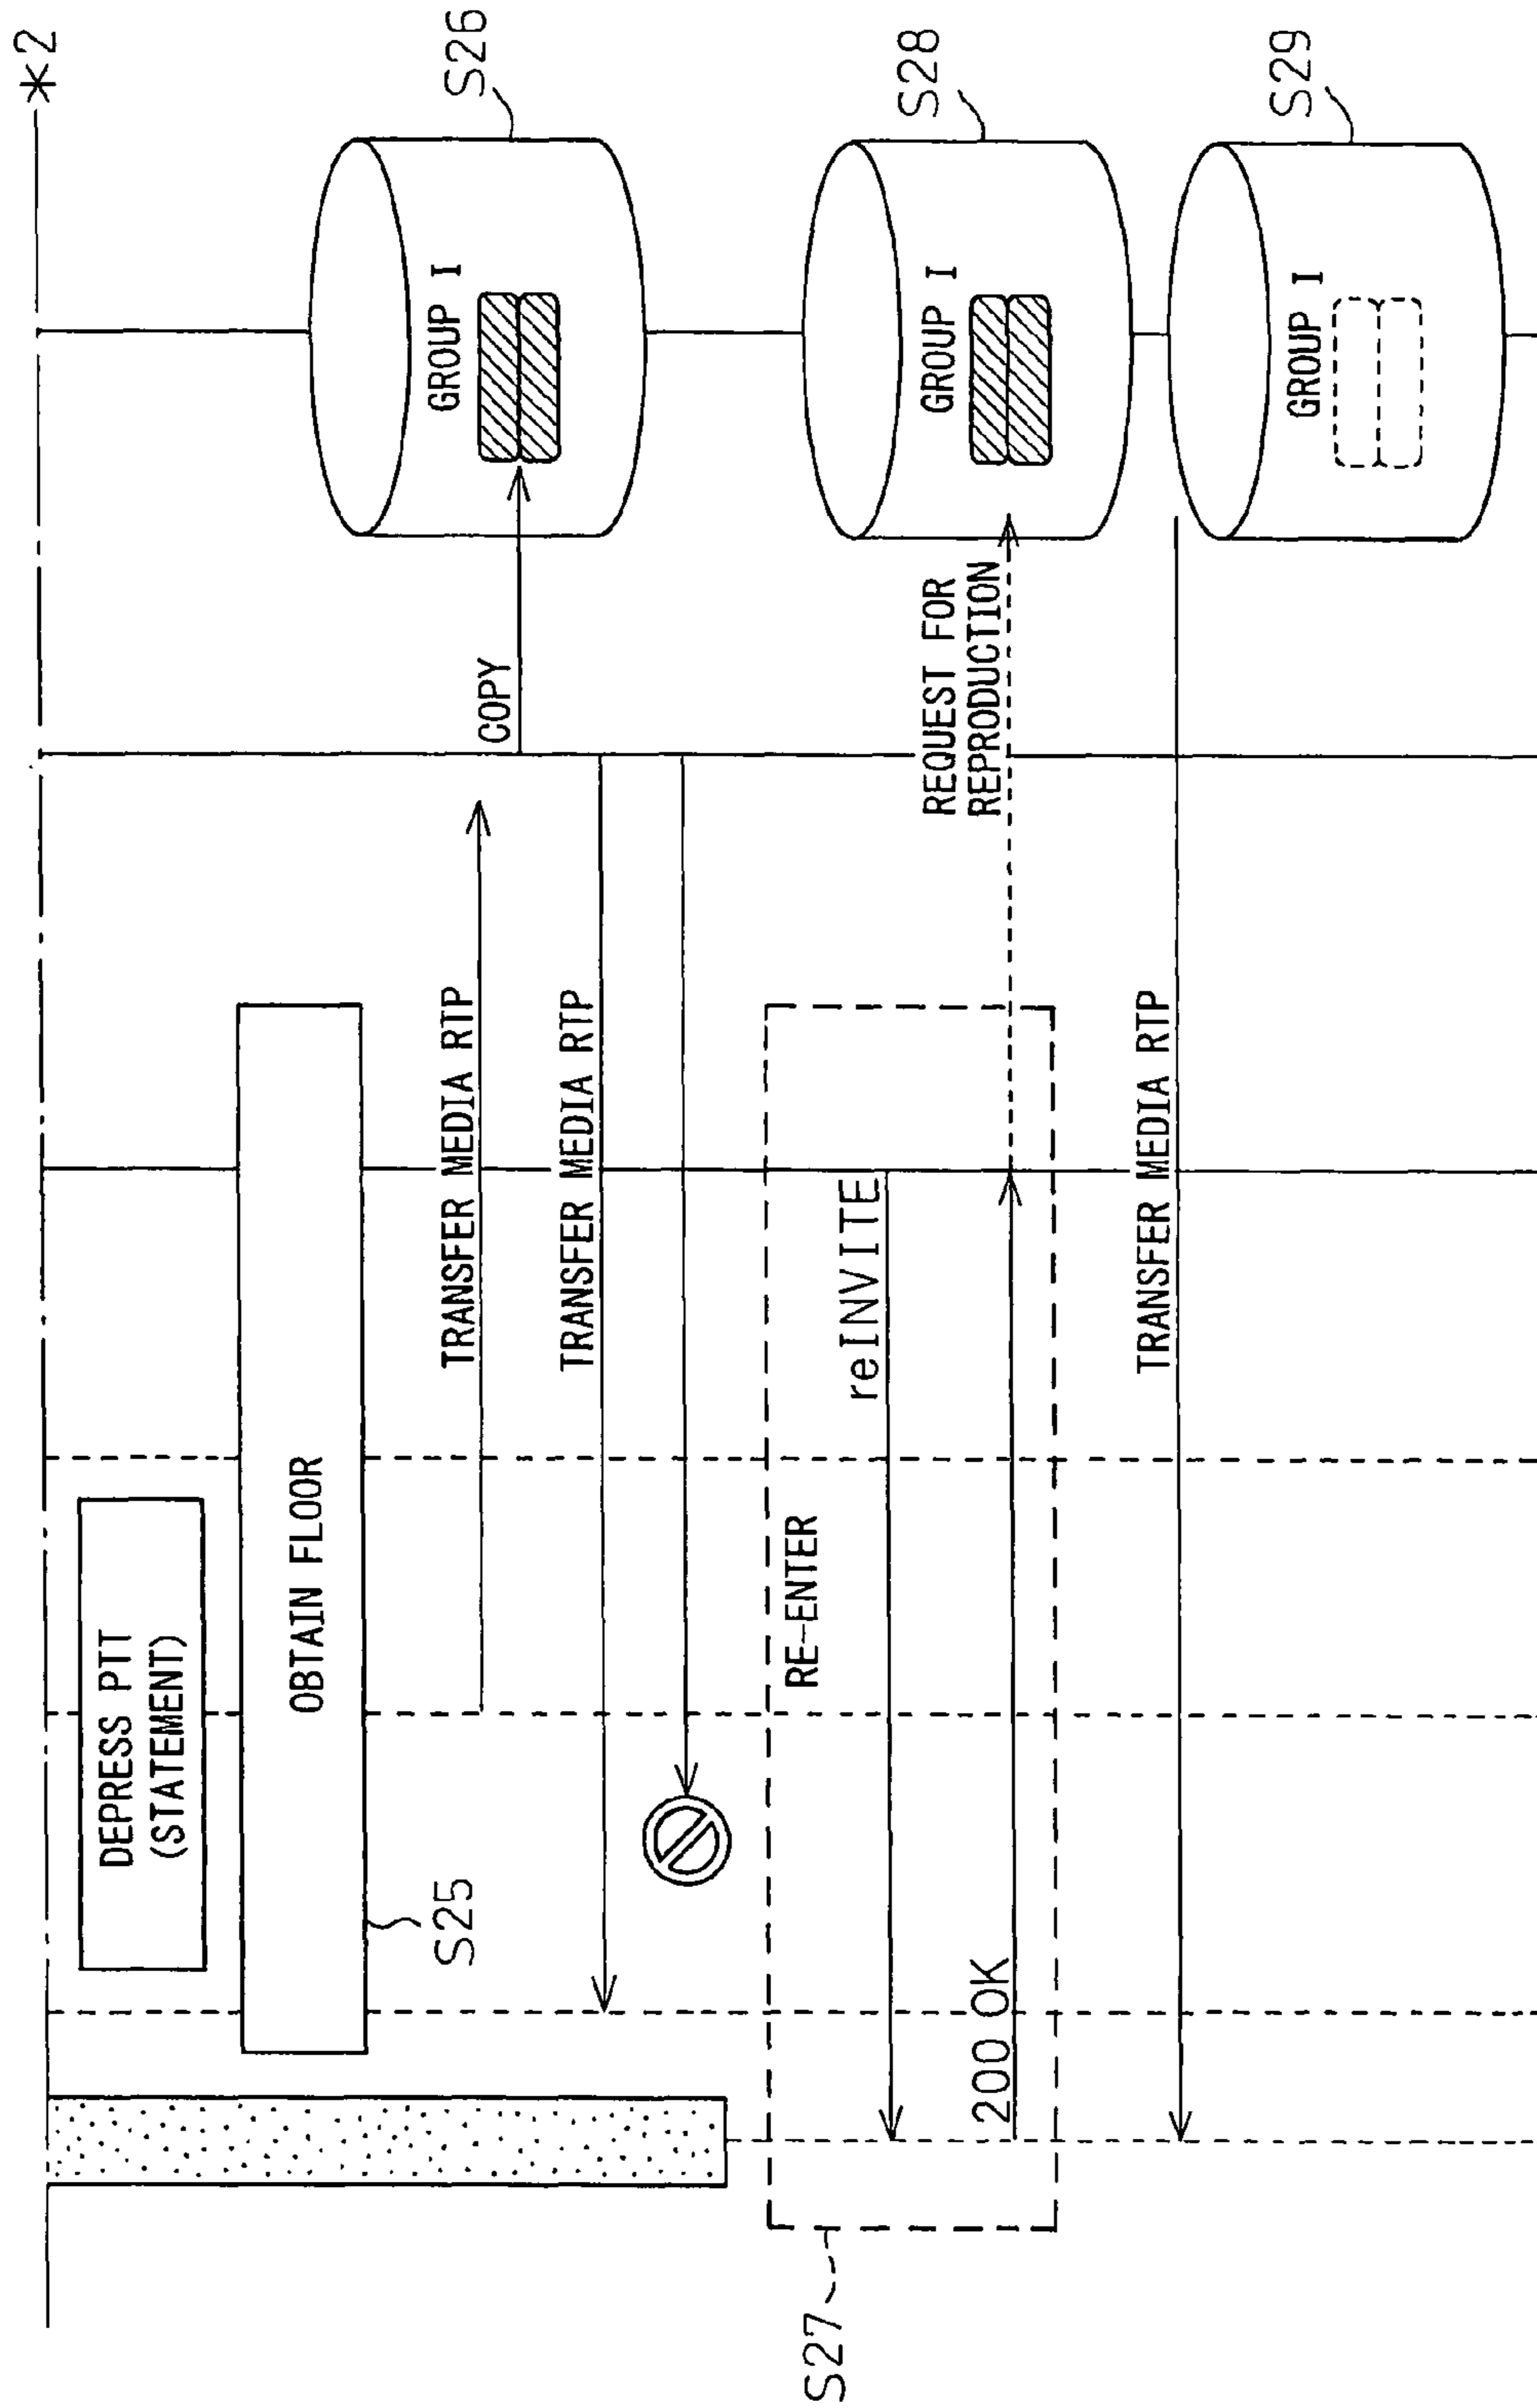 *2
DEPRESS PTT
(STATEMENT)
OBTAIN FLOOR
S25
TRANSFER MEDIA RTP
COPY
GROUP I
S26
TRANSFER MEDIA RTP
S27
RE-ENTER
reINVITE
200 OK
REQUEST FOR
REPRODUCTION
GROUP I
S28
TRANSFER MEDIA RTP
GROUP I
S29